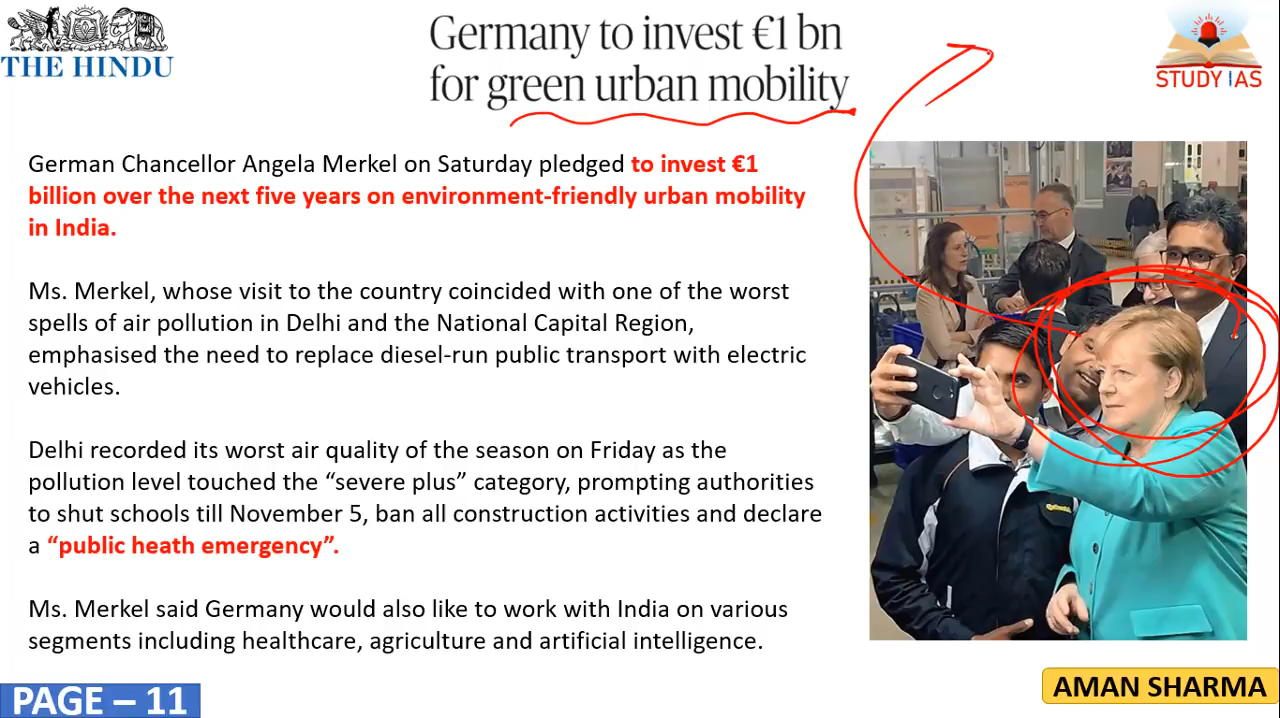 THE HINDU
Germany to invest €1 bn
for green urban mobility
STUDY IAS
German Chancellor Angela Merkel on Saturday pledged to invest €1
billion over the next five years on environment-friendly urban mobility
in India.
Ms. Merkel, whose visit to the country coincided with one of the worst
spells of air pollution in Delhi and the National Capital Region,
emphasised the need to replace diesel-run public transport with electric
vehicles.
Delhi recorded its worst air quality of the season on Friday as the
pollution level touched the “severe plus” category, prompting authorities
to shut schools till November 5, ban all construction activities and declare
a “public heath emergency”.
Ms. Merkel said Germany would also like to work with India on various
segments including healthcare, agriculture and artificial intelligence.
PAGE – 11
AMAN SHARMA